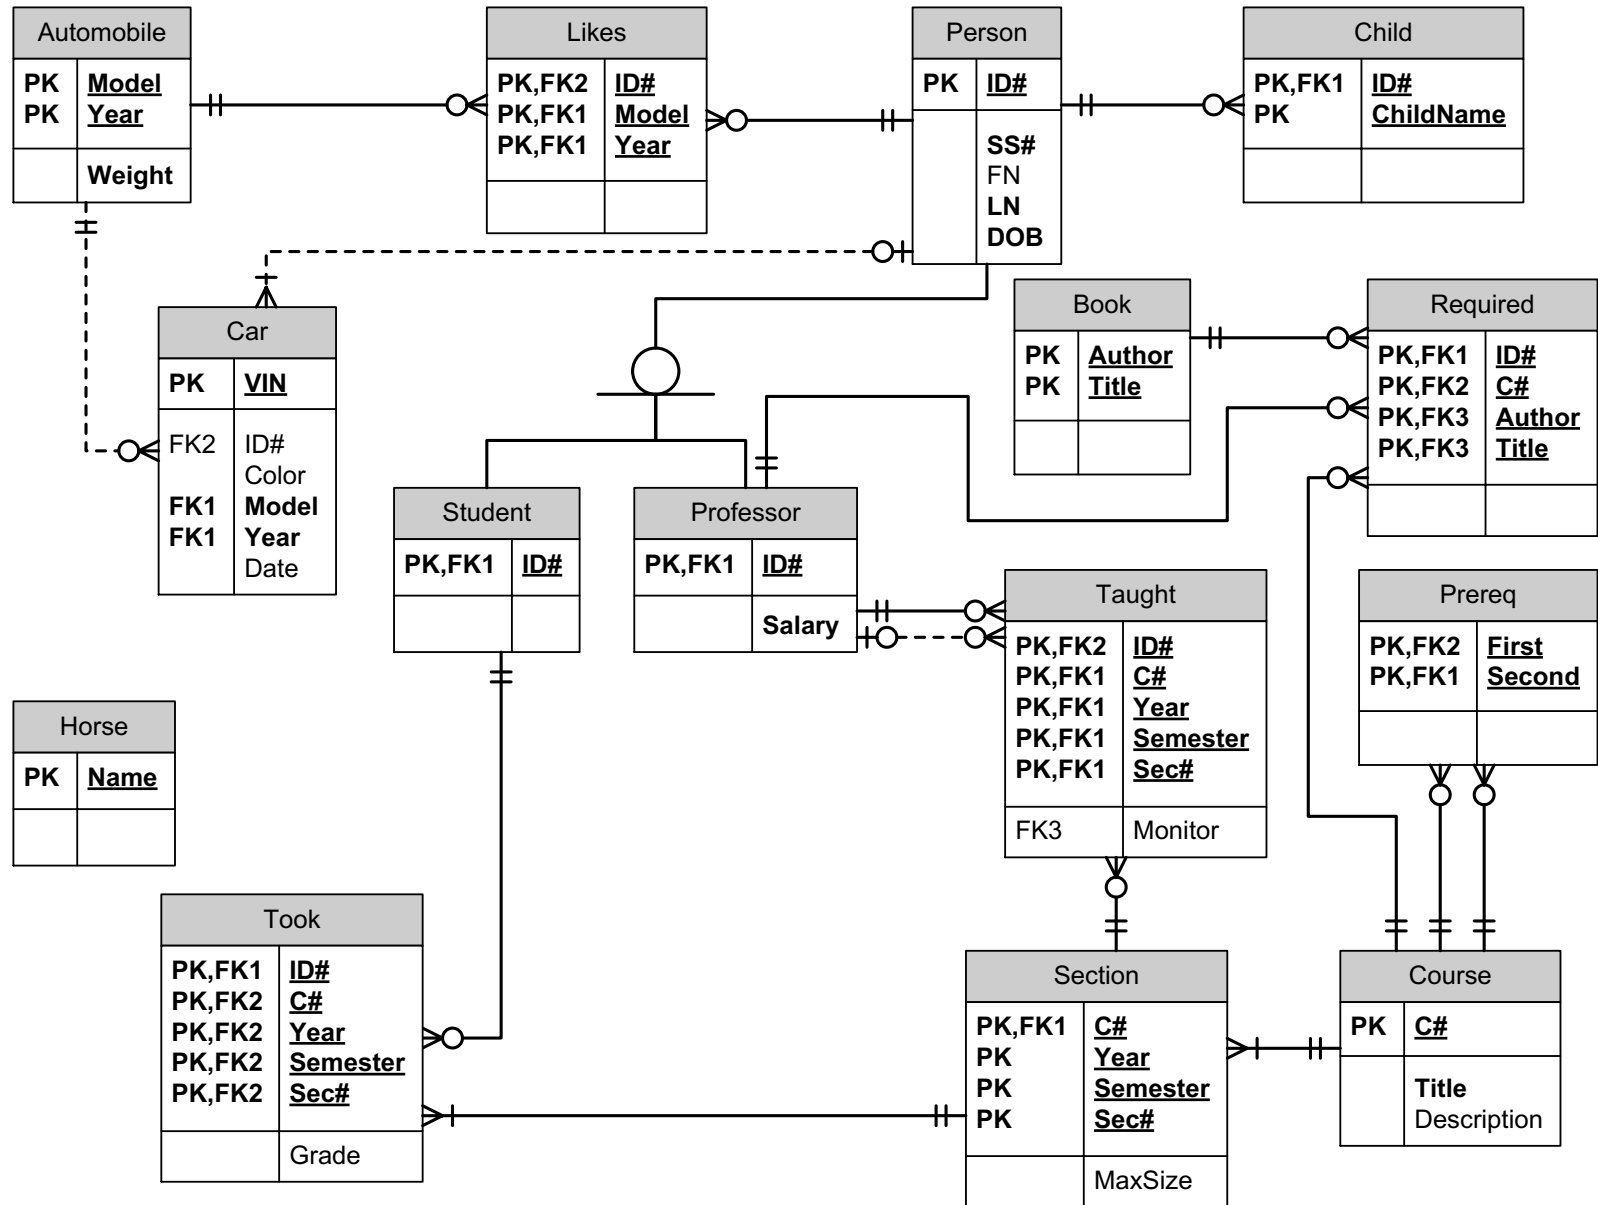 Automobile
PK Model
PK Year
Weight
Likes
PK,FK2 ID#
PK,FK1 Model
PK,FK1 Year
Person
PK ID#
SS#
FN
LN
DOB
Child
PK,FK1 ID#
PK ChildName
Car
PK VIN
FK2 ID#
Color
FK1 Model
FK1 Year
Date
Book
PK Author
PK Title
Required
PK,FK1 ID#
PK,FK2 C#
PK,FK3 Author
PK,FK3 Title
Student
PK,FK1 ID#
Professor
PK,FK1 ID#
Salary
Taught
PK,FK2 ID#
PK,FK1 C#
PK,FK1 Year
PK,FK1 Semester
PK,FK1 Sec#
FK3 Monitor
Prereq
PK,FK2 First
PK,FK1 Second
Horse
PK Name
Took
PK,FK1 ID#
PK,FK2 C#
PK,FK2 Year
PK,FK2 Semester
PK,FK2 Sec#
Grade
Section
PK,FK1 C#
PK Year
PK Semester
PK Sec#
MaxSize
Course
PK C#
Title
Description